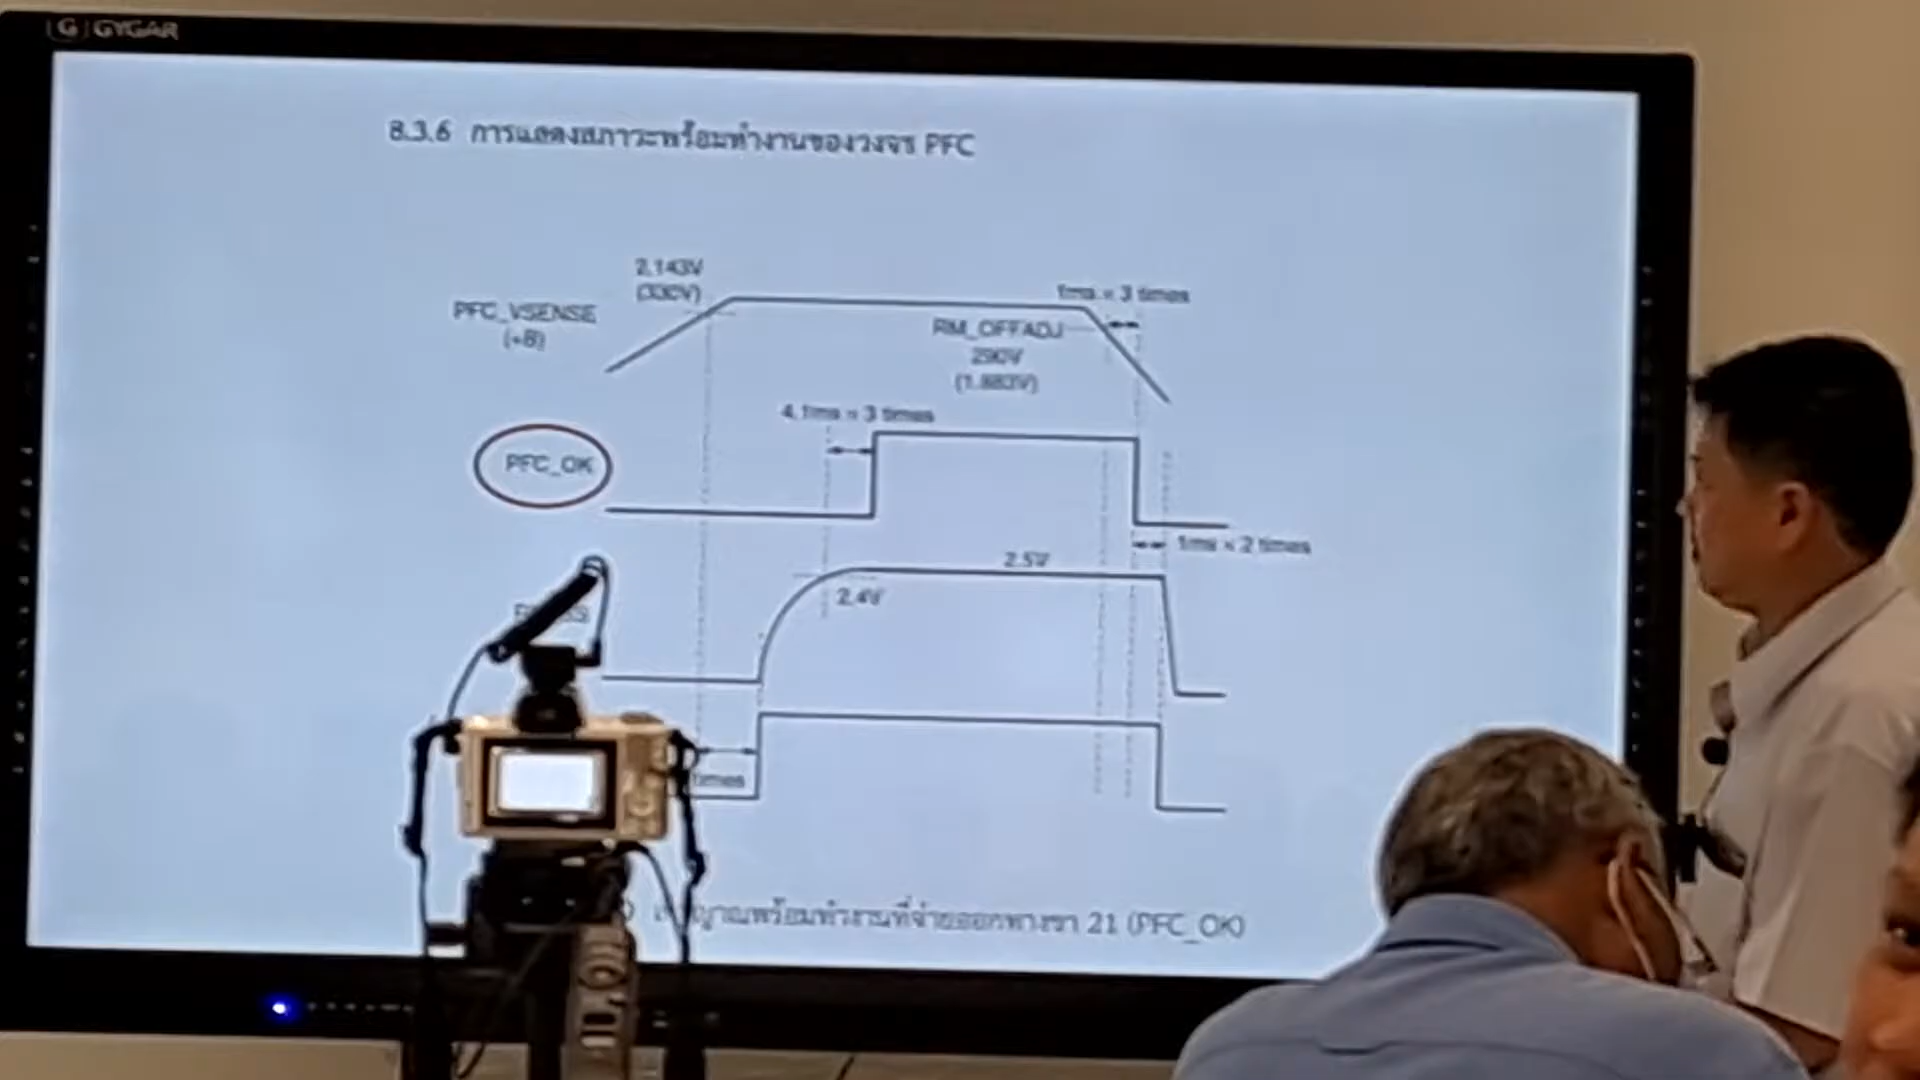 GYGAR
8.3.6 การแสดงสภาวะพร้อมทำงานของวงจร PFC
2.143V
(330V)
PFC_VSENSE
(+B)
1ms × 3 times
RM_OFFADJ
290V
(1.883V)
4.1ms × 3 times
PFC_OK
1ms × 2 times
2.5V
2.4V
times
สัญญาณพร้อมทำงานที่จ่ายออกทางขา 21 (PFC_OK)